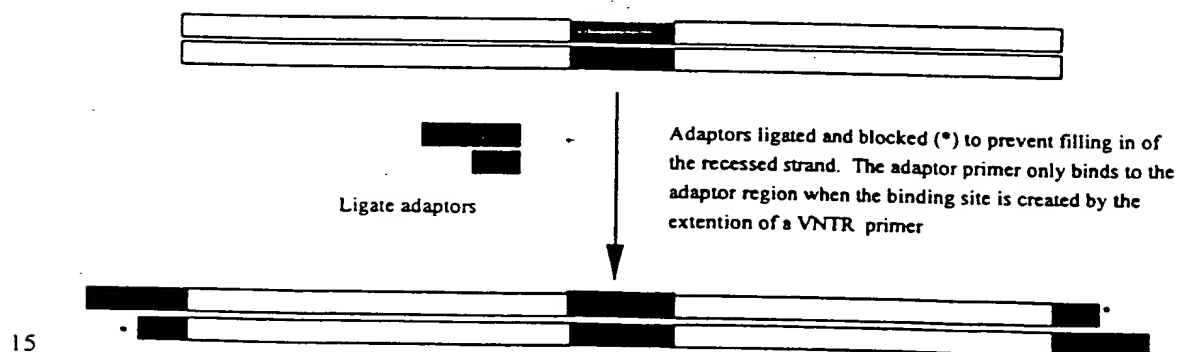 Adaptors ligated and blocked (*) to prevent filling in of
the recessed strand. The adaptor primer only binds to the
adaptor region when the binding site is created by the
extention of a VNTR primer
Ligate adaptors
15